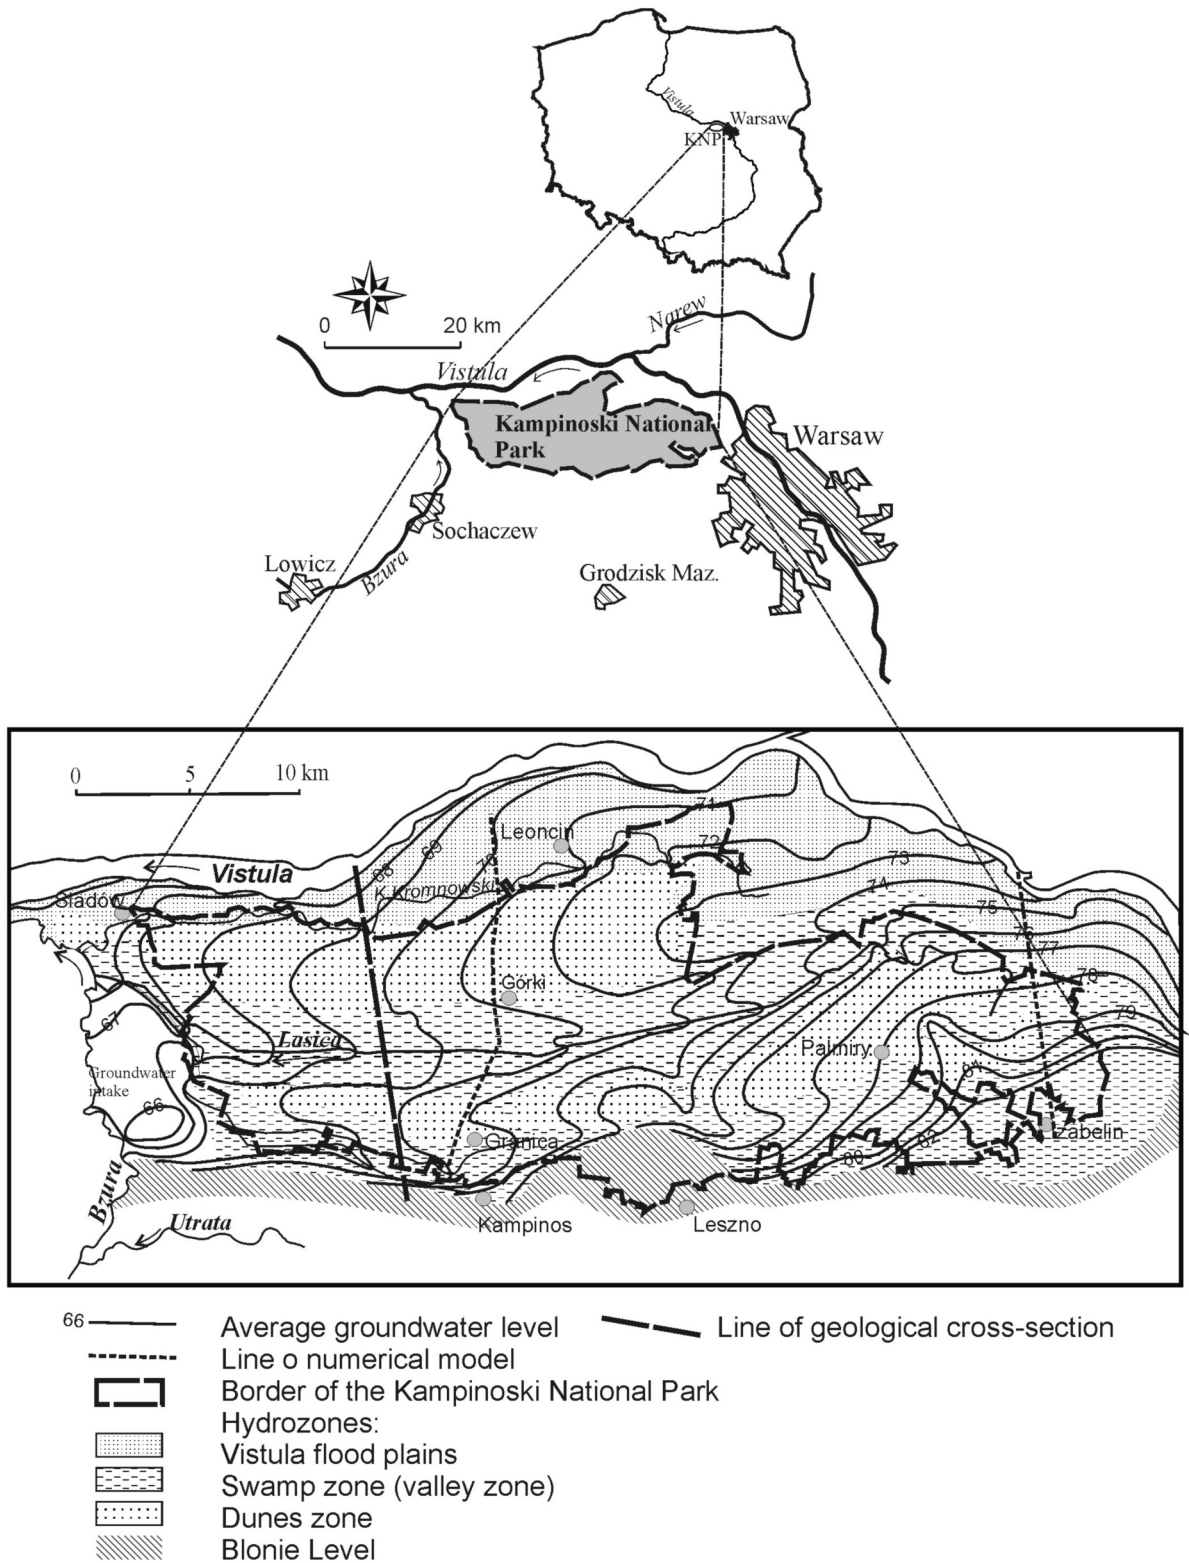 Vistula
Warsaw
KNP
0 20 km
Narew
Vistula
Kampinoski National
Park
Warsaw
Sochaczew
Lowicz
Bzura
Grodzisk Maz.
0 5 10 km
71
Leoncin
72
69
70
73
68
Vistula
K.Kromnowski
74
Sladów
75
76
77
78
Górki
79
67
Lasica
Palmiry
Groundwater
intake
81
66
Granica
82
Izabelin
80
Bzura
Utrata
Kampinos
Leszno
66 Average groundwater level
Line of geological cross-section
Line o numerical model
Border of the Kampinoski National Park
Hydrozones:
Vistula flood plains
Swamp zone (valley zone)
Dunes zone
Blonie Level